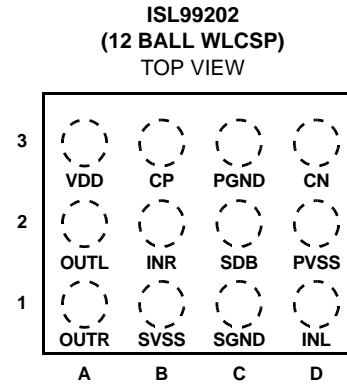 ISL99202
(12 BALL WLCSP)
TOP VIEW
3
VDD CP PGND CN
2
OUTL INR SDB PVSS
1
OUTR SVSS SGND INL
A B C D